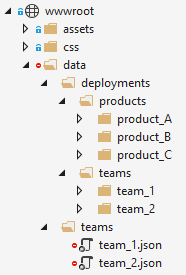 wwwroot
assets
css
data
deployments
products
product_A
product_B
product_C
teams
team_1
team_2
teams
team_1.json
team_2.json